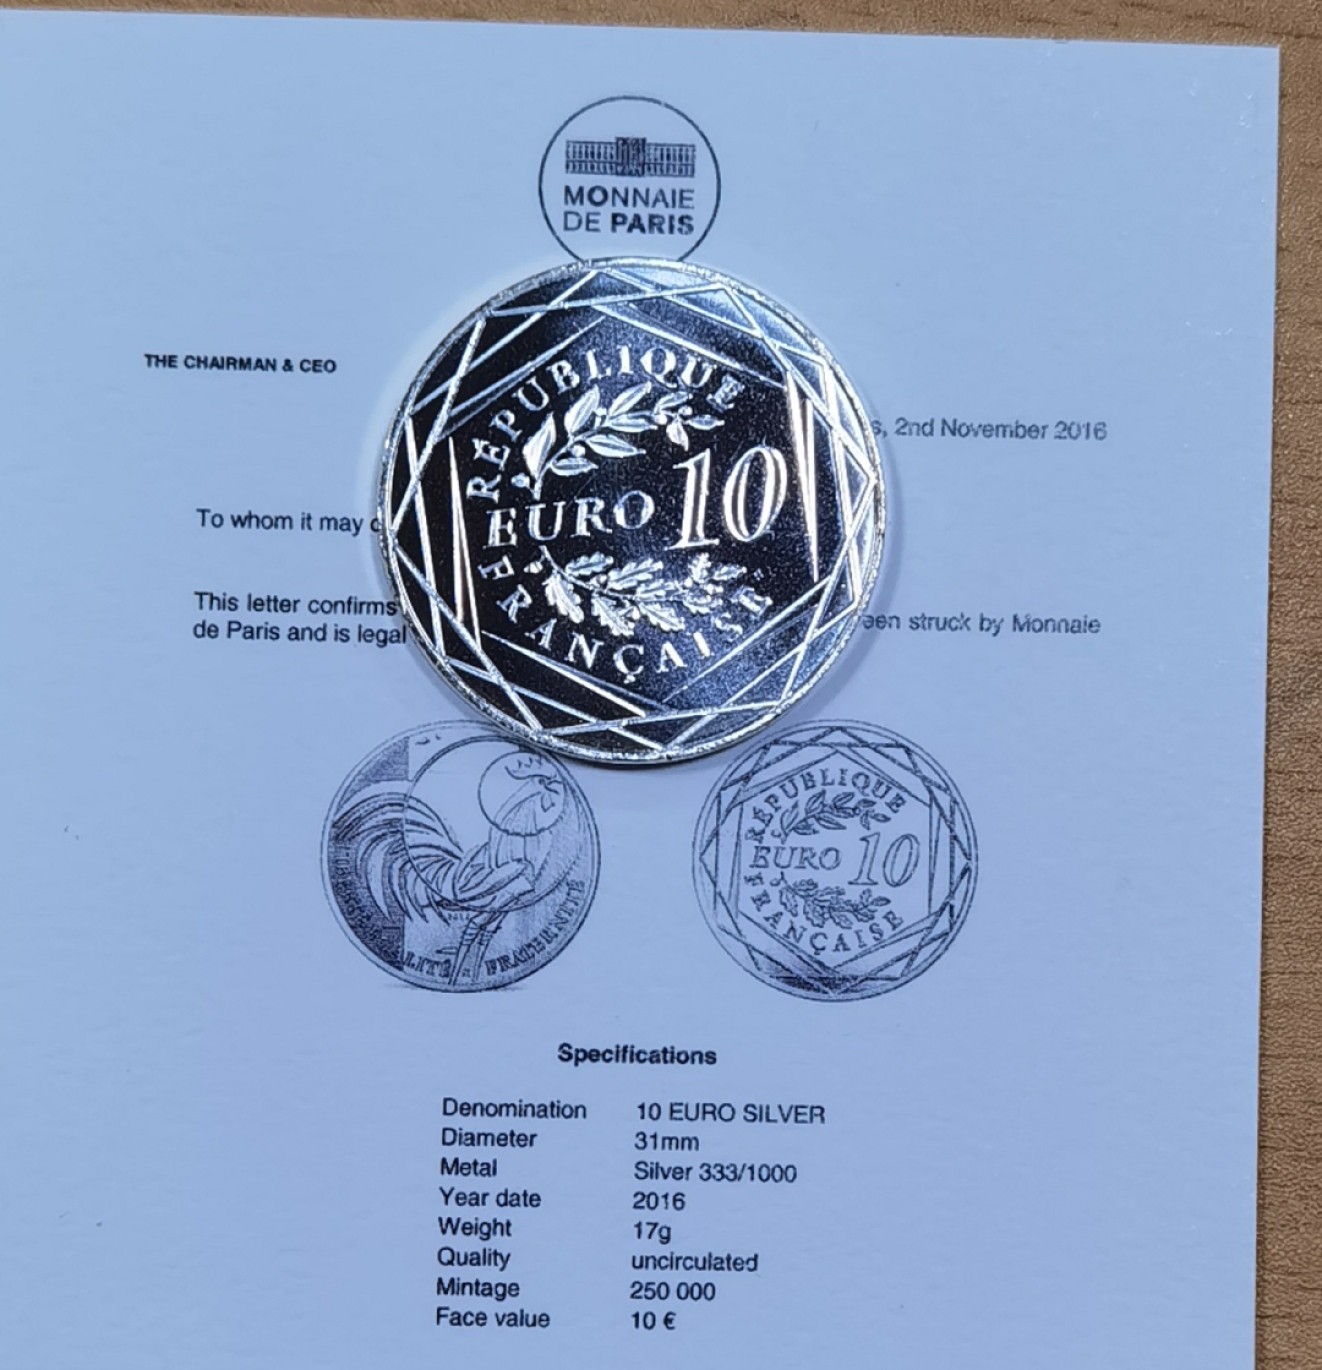 MONNAIE
DE PARIS
THE CHAIRMAN & CEO
, 2nd November 2016
To whom it may
RÉPUBLIQUE
EURO 10
FRANÇAISE
This letter confirms
struck by Monnaie
de Paris and is legal
LITÉ FRATERNITÉ
RÉPUBLIQUE
EURO 10
FRANÇAISE
Specifications
Denomination 10 EURO SILVER
Diameter 31mm
Metal Silver 333/1000
Year date 2016
Weight 17g
Quality uncirculated
Mintage 250 000
Face value 10 €